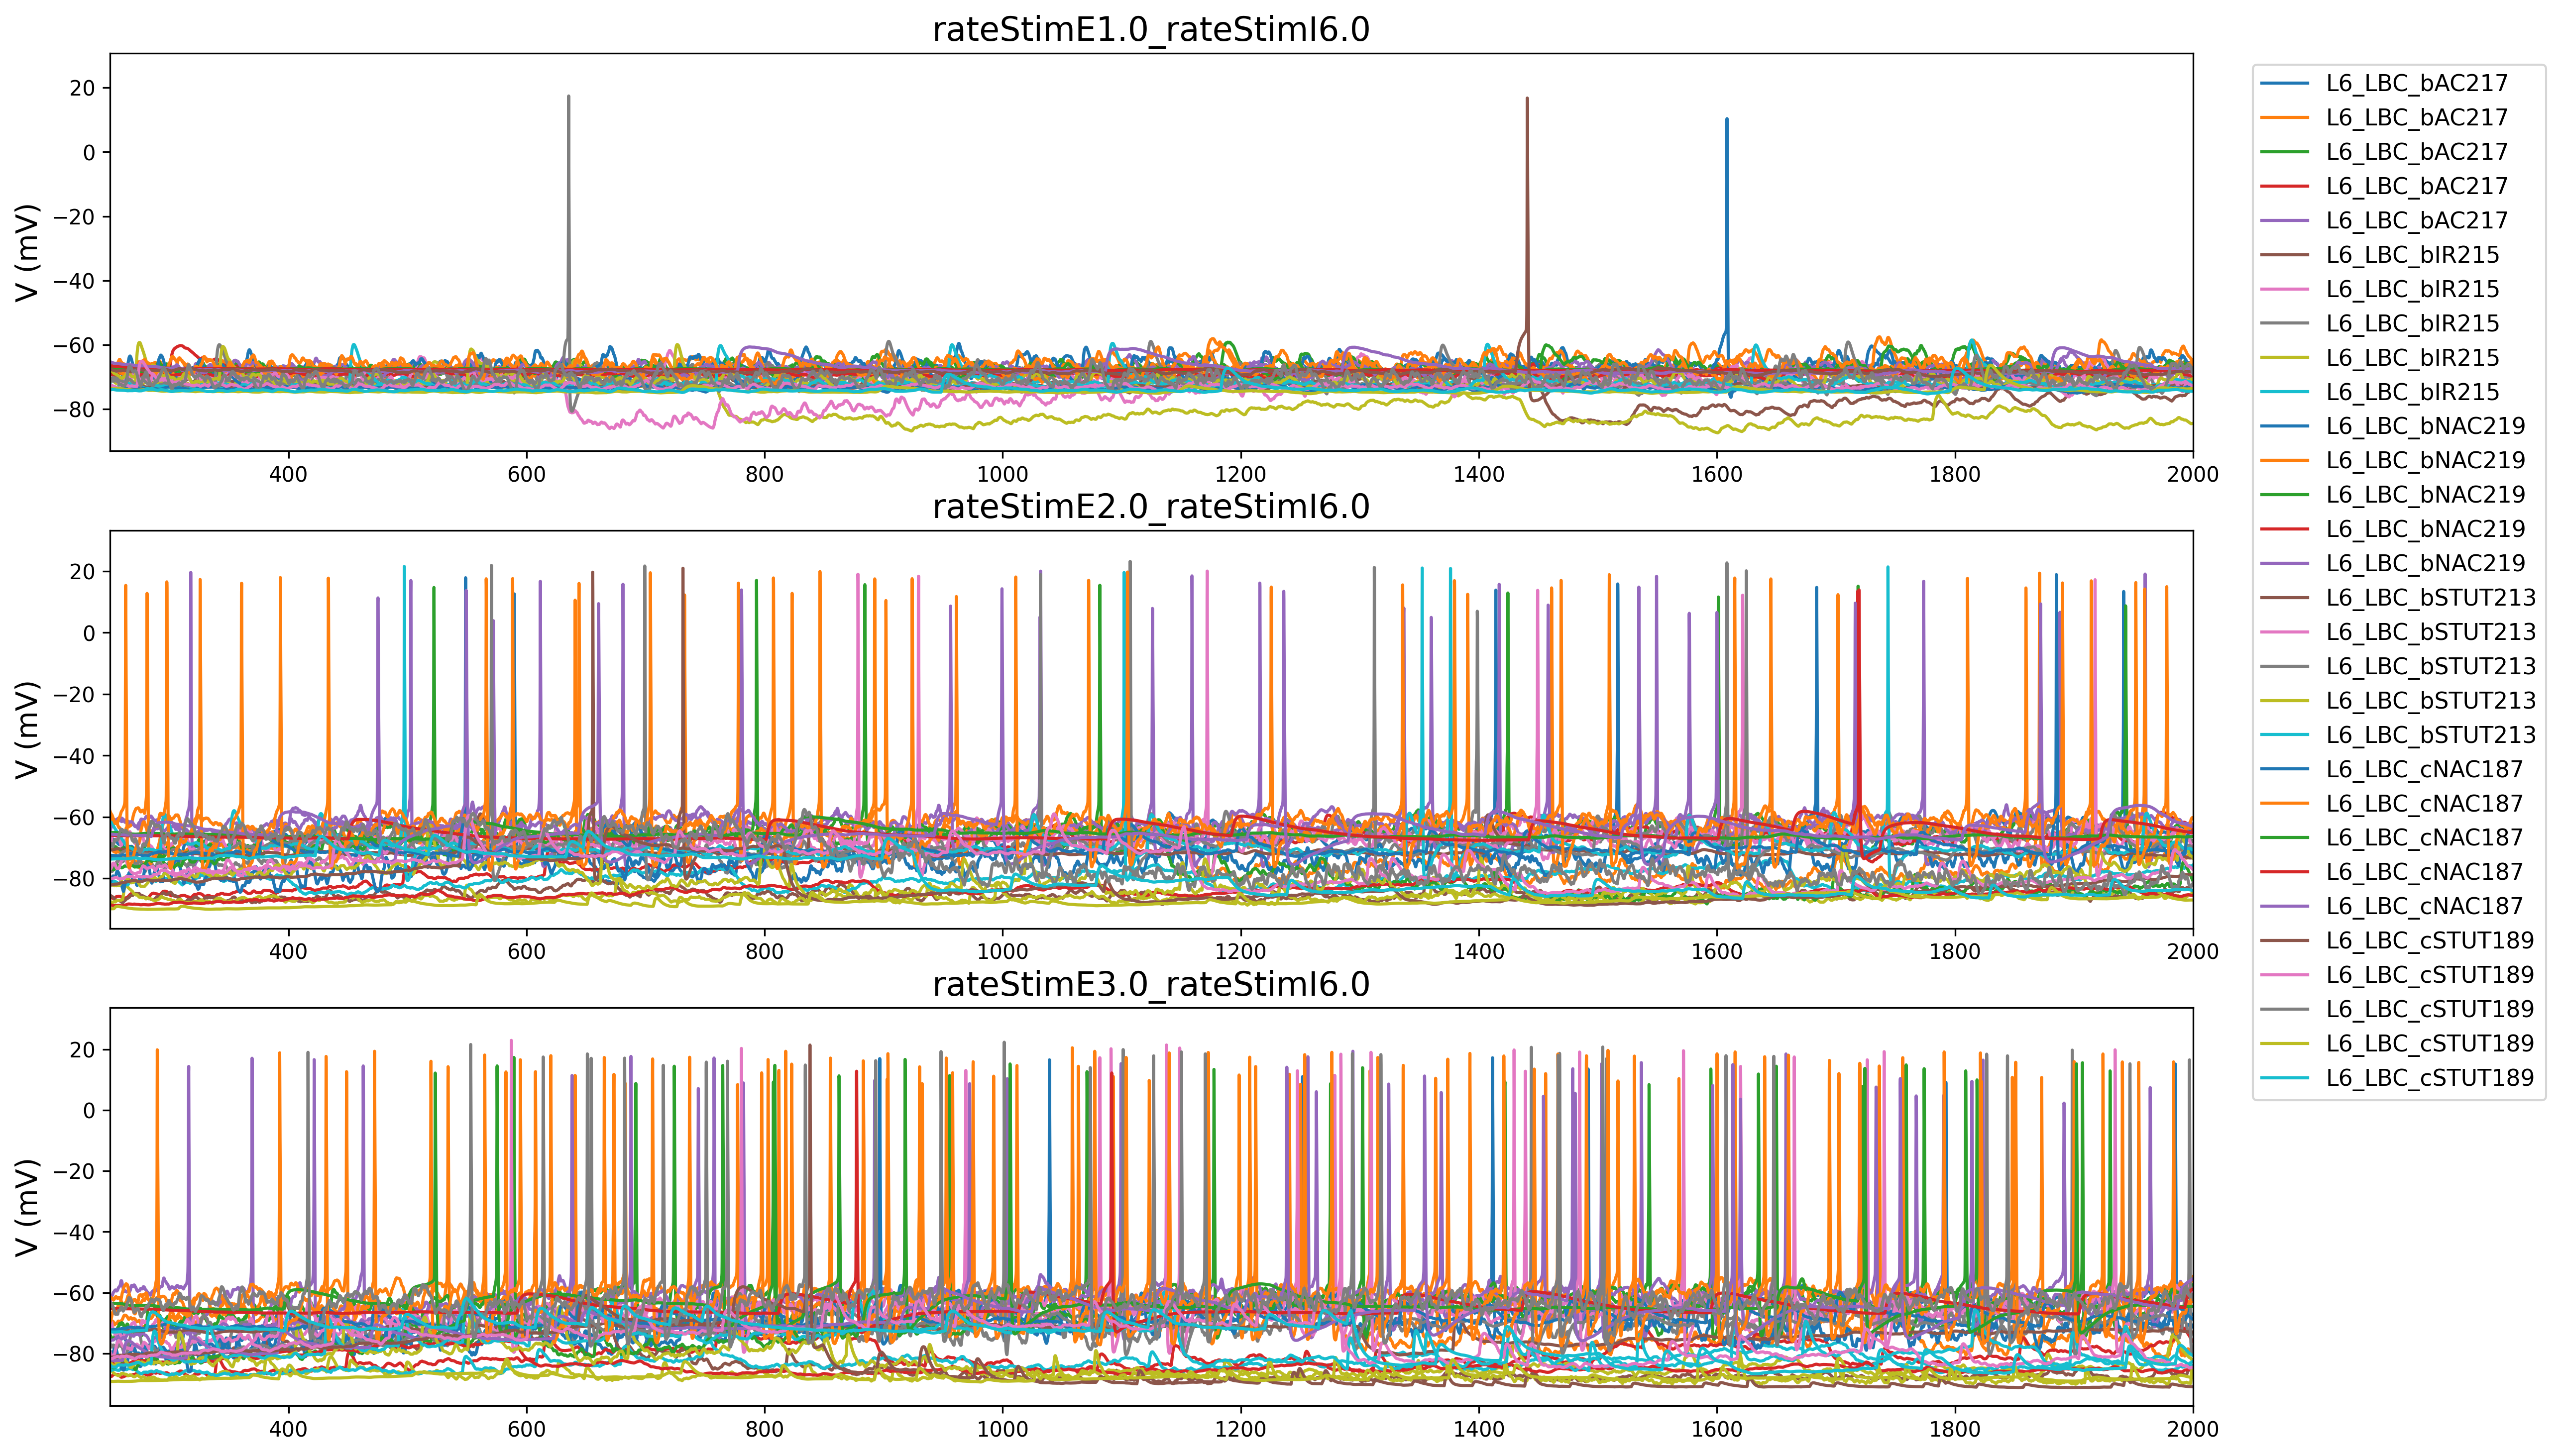 rateStimE1.0_rateStimI6.0
20
0
−20
−40
−60
−80
V (mV)
400 600 800 1000 1200 1400 1600 1800 2000
rateStimE2.0_rateStimI6.0
20
0
−20
−40
−60
−80
V (mV)
400 600 800 1000 1200 1400 1600 1800 2000
rateStimE3.0_rateStimI6.0
20
0
−20
−40
−60
−80
V (mV)
400 600 800 1000 1200 1400 1600 1800 2000
L6_LBC_bAC217
L6_LBC_bAC217
L6_LBC_bAC217
L6_LBC_bAC217
L6_LBC_bAC217
L6_LBC_bIR215
L6_LBC_bIR215
L6_LBC_bIR215
L6_LBC_bIR215
L6_LBC_bIR215
L6_LBC_bNAC219
L6_LBC_bNAC219
L6_LBC_bNAC219
L6_LBC_bNAC219
L6_LBC_bNAC219
L6_LBC_bSTUT213
L6_LBC_bSTUT213
L6_LBC_bSTUT213
L6_LBC_bSTUT213
L6_LBC_bSTUT213
L6_LBC_cNAC187
L6_LBC_cNAC187
L6_LBC_cNAC187
L6_LBC_cNAC187
L6_LBC_cNAC187
L6_LBC_cSTUT189
L6_LBC_cSTUT189
L6_LBC_cSTUT189
L6_LBC_cSTUT189
L6_LBC_cSTUT189